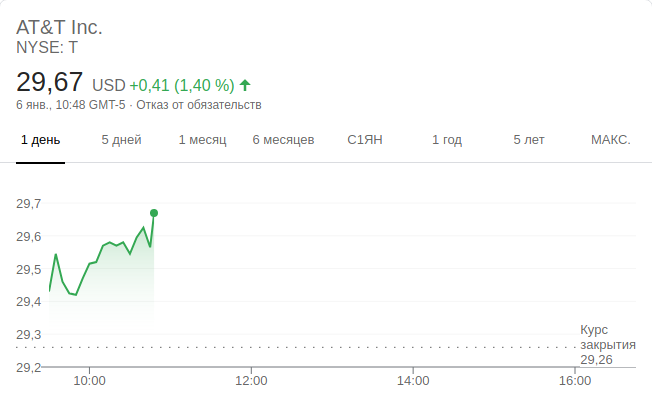 AT&T Inc.
NYSE: T
29,67 USD +0,41 (1,40 %)
6 янв., 10:48 GMT-5 · Отказ от обязательств
1 день 5 дней 1 месяц 6 месяцев С1ЯН 1 год 5 лет МАКС.
29,7
29,6
29,5
29,4
29,3
29,2
Курс
закрытия
29,26
10:00 12:00 14:00 16:00